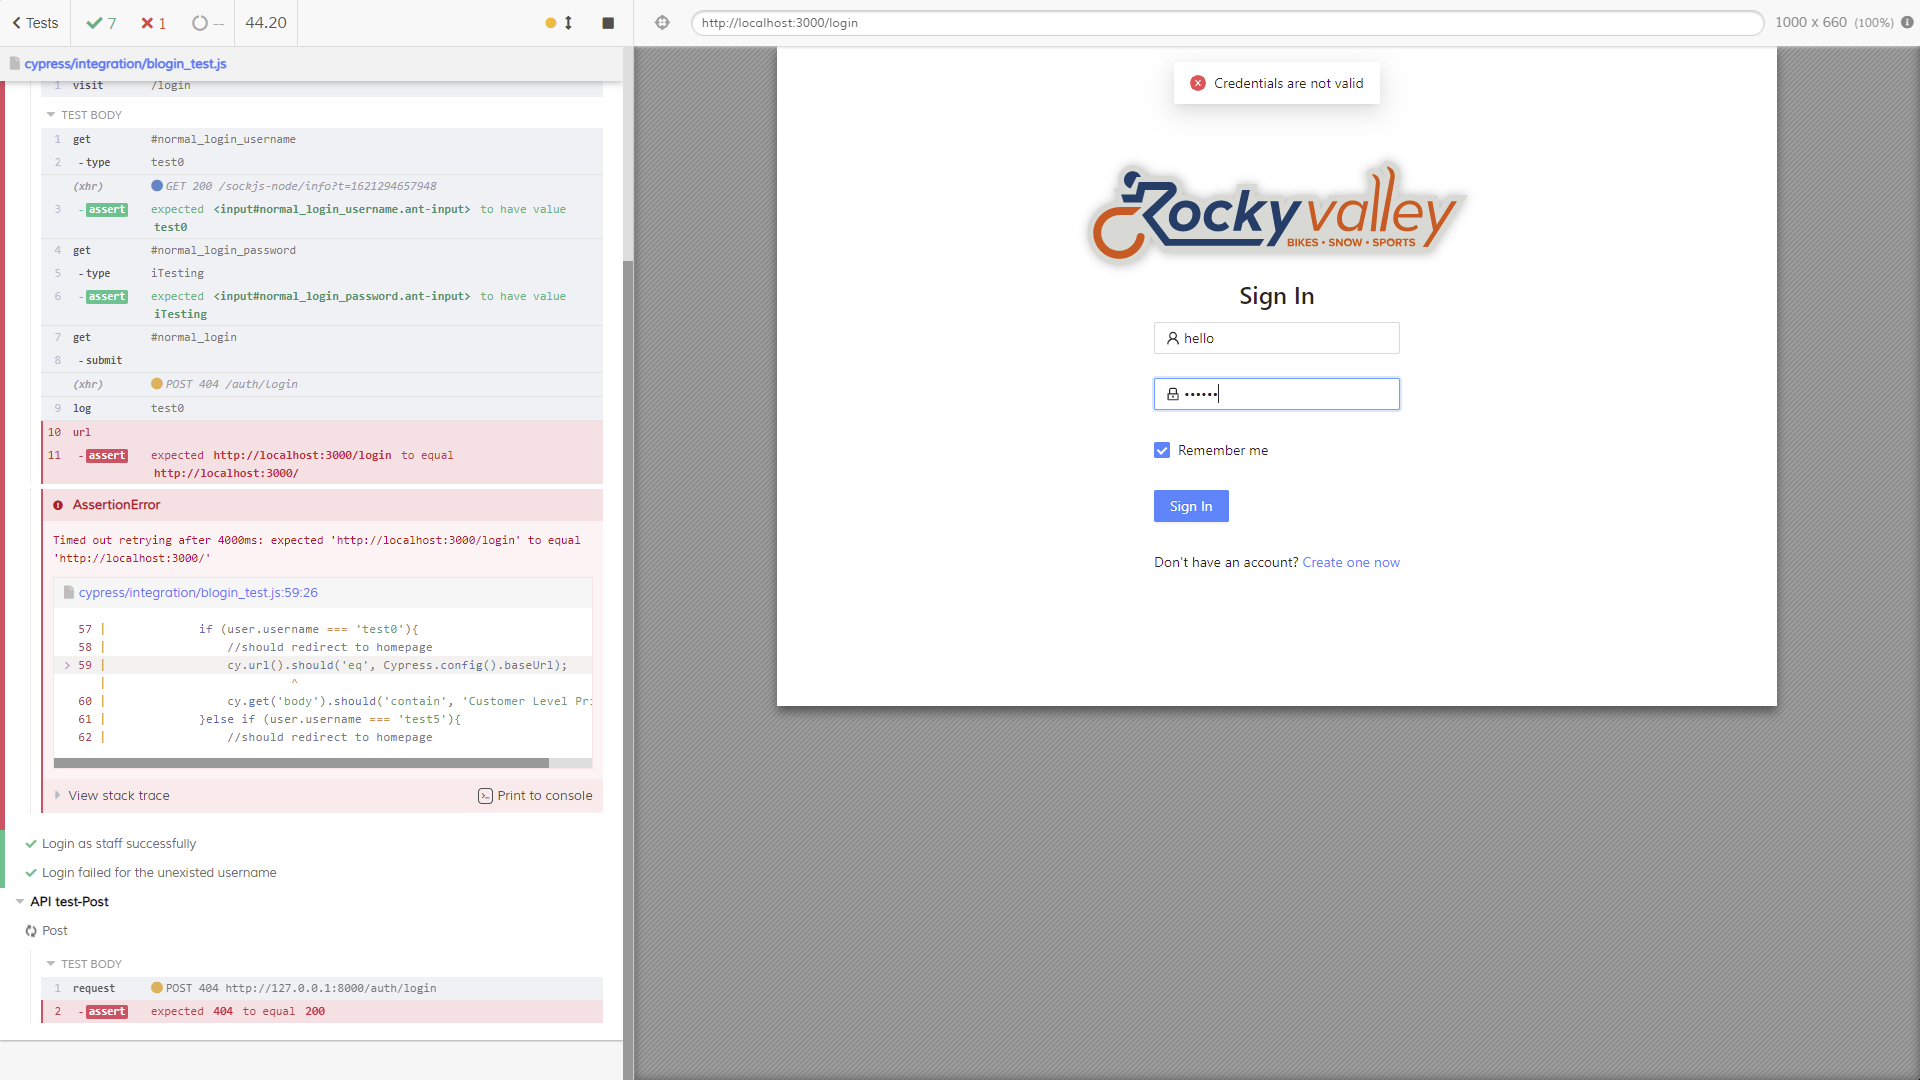 Tests
7
1
--
44.20
http://localhost:3000/login
1000 x 660 (100%)
cypress/integration/blogin_test.js
1 visit /login
TEST BODY
1 get #normal_login_username
2 -type test0
(xhr) GET 200 /sockjs-node/info?t=1621294657948
3 -assert expected <input#normal_login_username.ant-input> to have value
test0
4 get #normal_login_password
5 -type iTesting
6 -assert expected <input#normal_login_password.ant-input> to have value
iTesting
7 get #normal_login
8 -submit
(xhr) POST 404 /auth/login
9 log test0
10 url
11 -assert expected http://localhost:3000/login to equal
http://localhost:3000/
AssertionError
Timed out retrying after 4000ms: expected 'http://localhost:3000/login' to equal
'http://localhost:3000/'
cypress/integration/blogin_test.js:59:26
57 | if (user.username === 'test0'){
58 | //should redirect to homepage
> 59 | cy.url().should('eq', Cypress.config().baseUrl);
| ^
60 | cy.get('body').should('contain', 'Customer Level Pri
61 | }else if (user.username === 'test5'){
62 | //should redirect to homepage
View stack trace
Print to console
Login as staff successfully
Login failed for the unexisted username
API test-Post
Post
TEST BODY
1 request POST 404 http://127.0.0.1:8000/auth/login
2 -assert expected 404 to equal 200
Credentials are not valid
Rocky valley
BIKES • SNOW • SPORTS
Sign In
hello
••••••
Remember me
Sign In
Don't have an account? Create one now